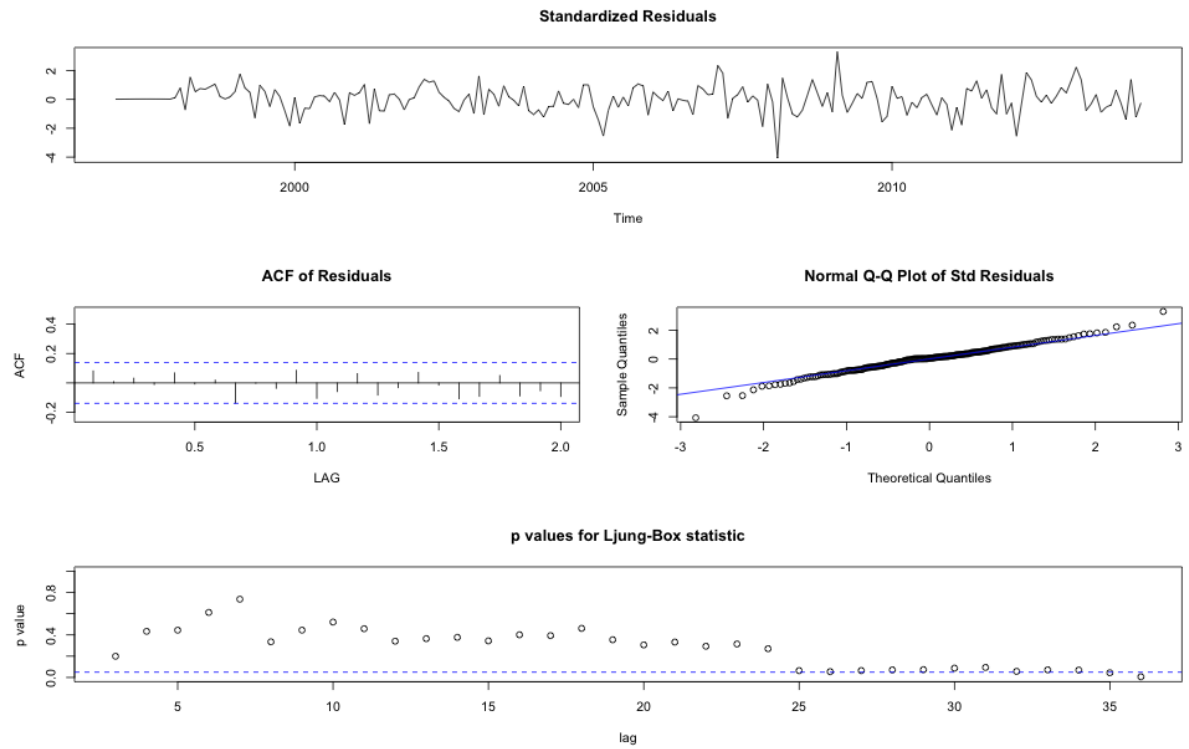 Standardized Residuals
2
0
-2
-4
2000 2005 2010
Time
ACF of Residuals
ACF
0.4
0.2
-0.2
0.5 1.0 1.5 2.0
LAG
Normal Q-Q Plot of Std Residuals
Sample Quantiles
2
0
-2
-4
-3 -2 -1 0 1 2 3
Theoretical Quantiles
p values for Ljung-Box statistic
p value
0.8
0.4
0.0
5 10 15 20 25 30 35
lag